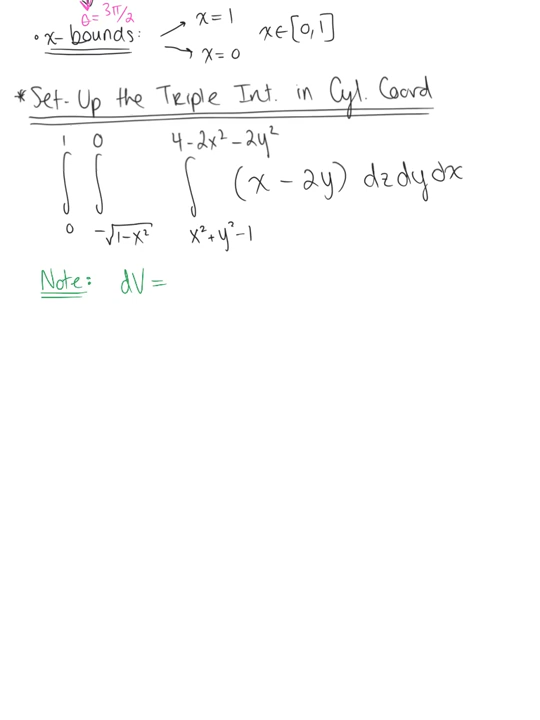 θ = 3π/2
• x- bounds: → x = 1 x∈[0,1]
→ x = 0
* Set-Up the Triple Int. in Cyl. Coord
1 0 4-2x²-2y²
∫ ∫ ∫ (x - 2y) dz dy dx
0 -√1-x² x²+y²-1
Note: dV =